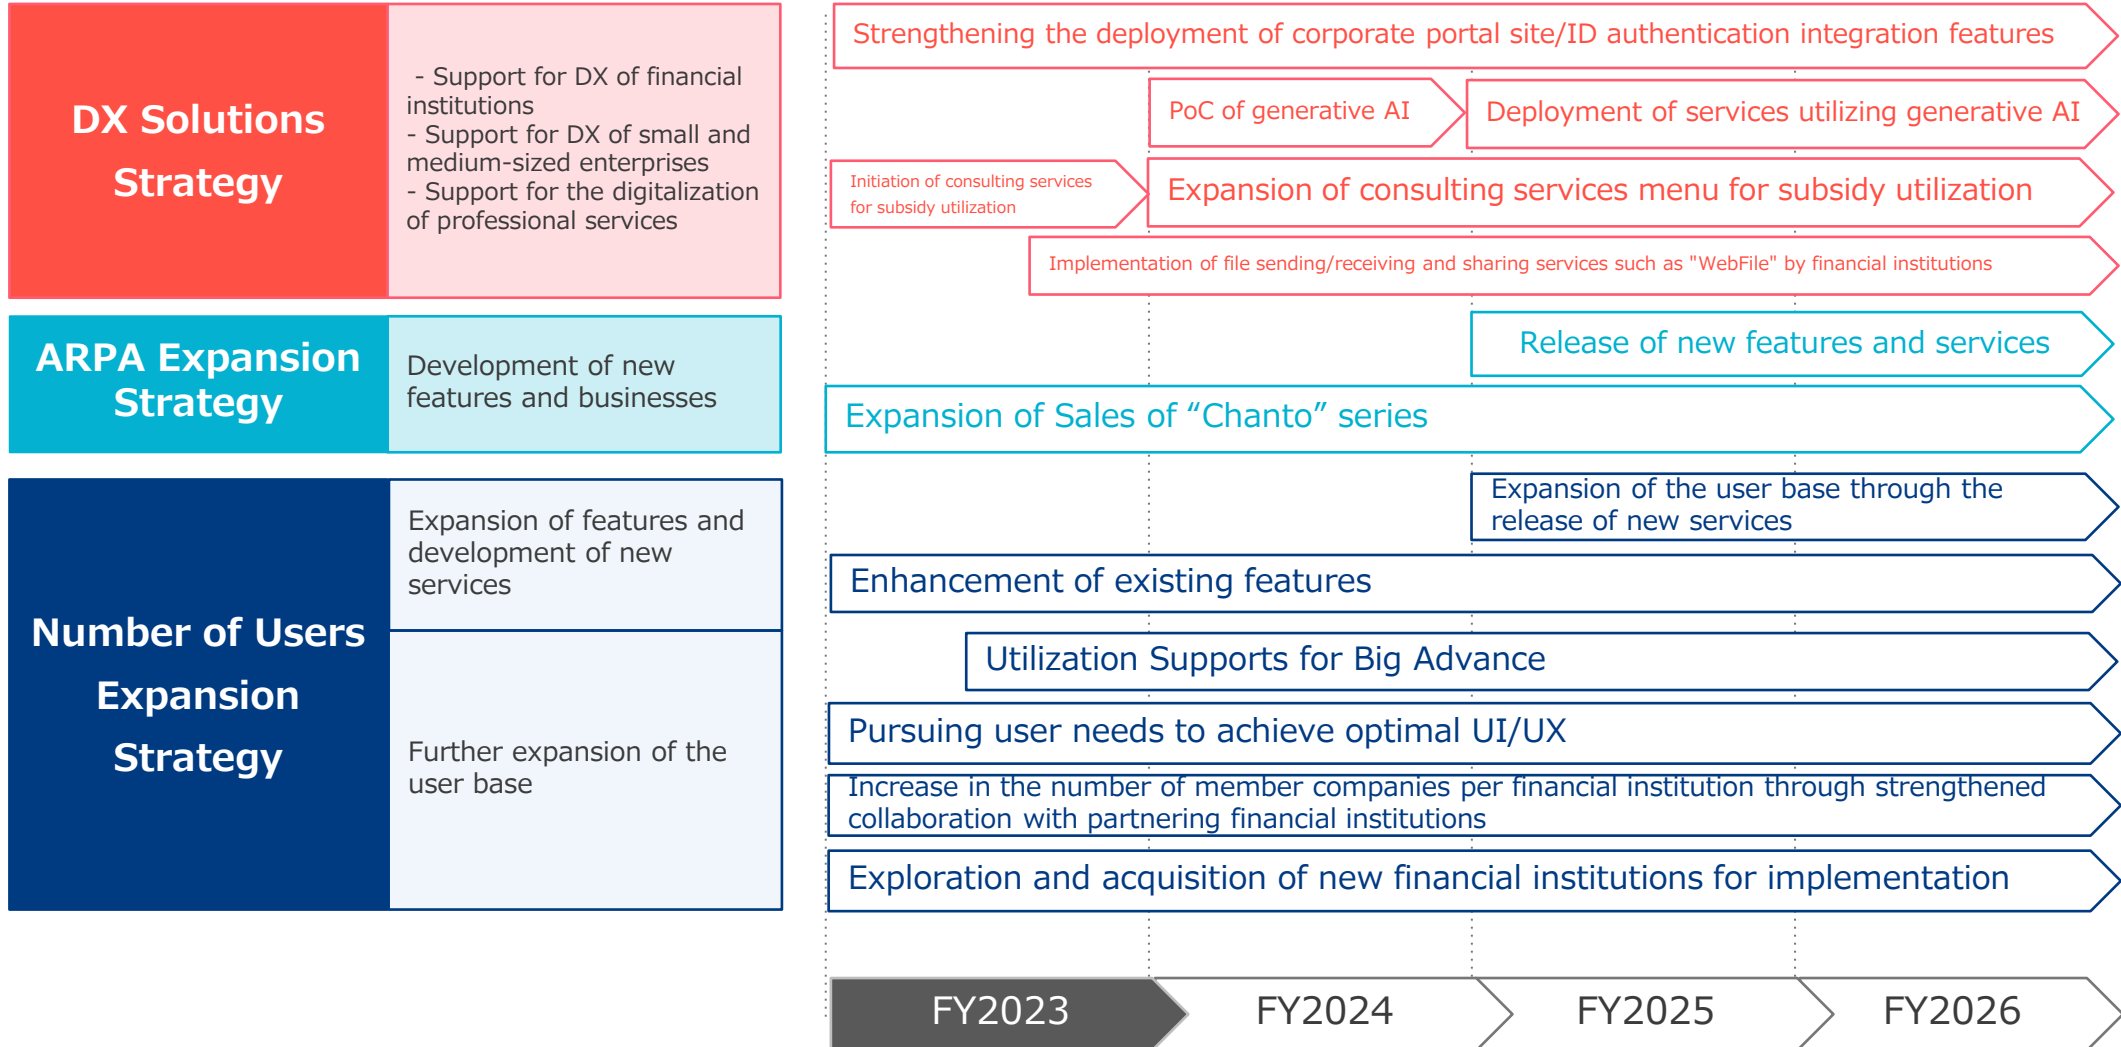 DX Solutions
Strategy
- Support for DX of financial
institutions
- Support for DX of small and
medium-sized enterprises
- Support for the digitalization
of professional services
Strengthening the deployment of corporate portal site/ID authentication integration features
PoC of generative AI
Deployment of services utilizing generative AI
Initiation of consulting services
for subsidy utilization
Expansion of consulting services menu for subsidy utilization
Implementation of file sending/receiving and sharing services such as "WebFile" by financial institutions
ARPA Expansion
Strategy
Development of new
features and businesses
Release of new features and services
Expansion of Sales of “Chanto” series
Number of Users
Expansion
Strategy
Expansion of features and
development of new
services
Further expansion of the
user base
Expansion of the user base through the
release of new services
Enhancement of existing features
Utilization Supports for Big Advance
Pursuing user needs to achieve optimal UI/UX
Increase in the number of member companies per financial institution through strengthened
collaboration with partnering financial institutions
Exploration and acquisition of new financial institutions for implementation
FY2023
FY2024
FY2025
FY2026